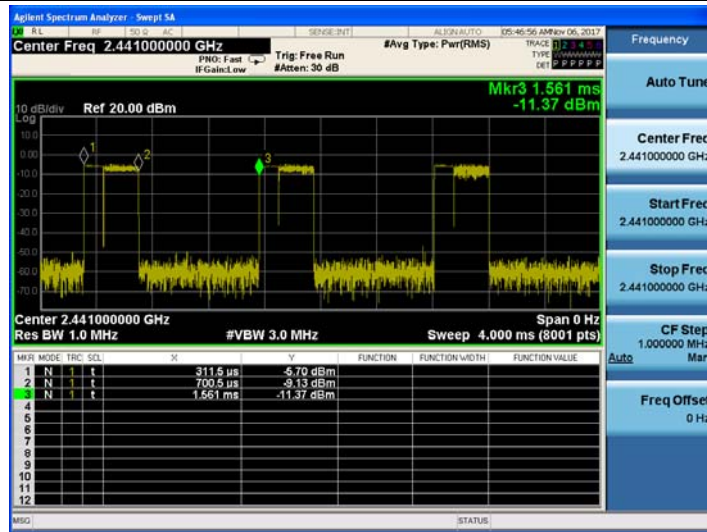 Agilent Spectrum Analyzer - Swept SA
RL RF 50 Ω AC SENSE:INT ALIGN AUTO 05:46:56 AM Nov 06, 2017
Center Freq 2.441000000 GHz
PNO: Fast
IFGain:Low
Trig: Free Run
#Atten: 30 dB
#Avg Type: Pwr(RMS)
TRACE 1 2 3 4 5 6
TYPE
DET P P P P P P
Mkr3 1.561 ms
-11.37 dBm
10 dB/div Ref 20.00 dBm
Log
10.0
0.00
-10.0
-20.0
-30.0
-40.0
-50.0
-60.0
-70.0
1
2
3
Center 2.441000000 GHz Span 0 Hz
Res BW 1.0 MHz #VBW 3.0 MHz Sweep 4.000 ms (8001 pts)
MKR MODE TRC SCL X Y FUNCTION FUNCTION WIDTH FUNCTION VALUE
1 N 1 t 311.5 µs -5.70 dBm
2 N 1 t 700.5 µs -9.13 dBm
3 N 1 t 1.561 ms -11.37 dBm
4
5
6
7
8
9
10
11
12
MSG STATUS
Frequency
Auto Tune
Center Freq
2.441000000 GHz
Start Freq
2.441000000 GHz
Stop Freq
2.441000000 GHz
CF Step
1.000000 MHz
Auto Man
Freq Offset
0 Hz